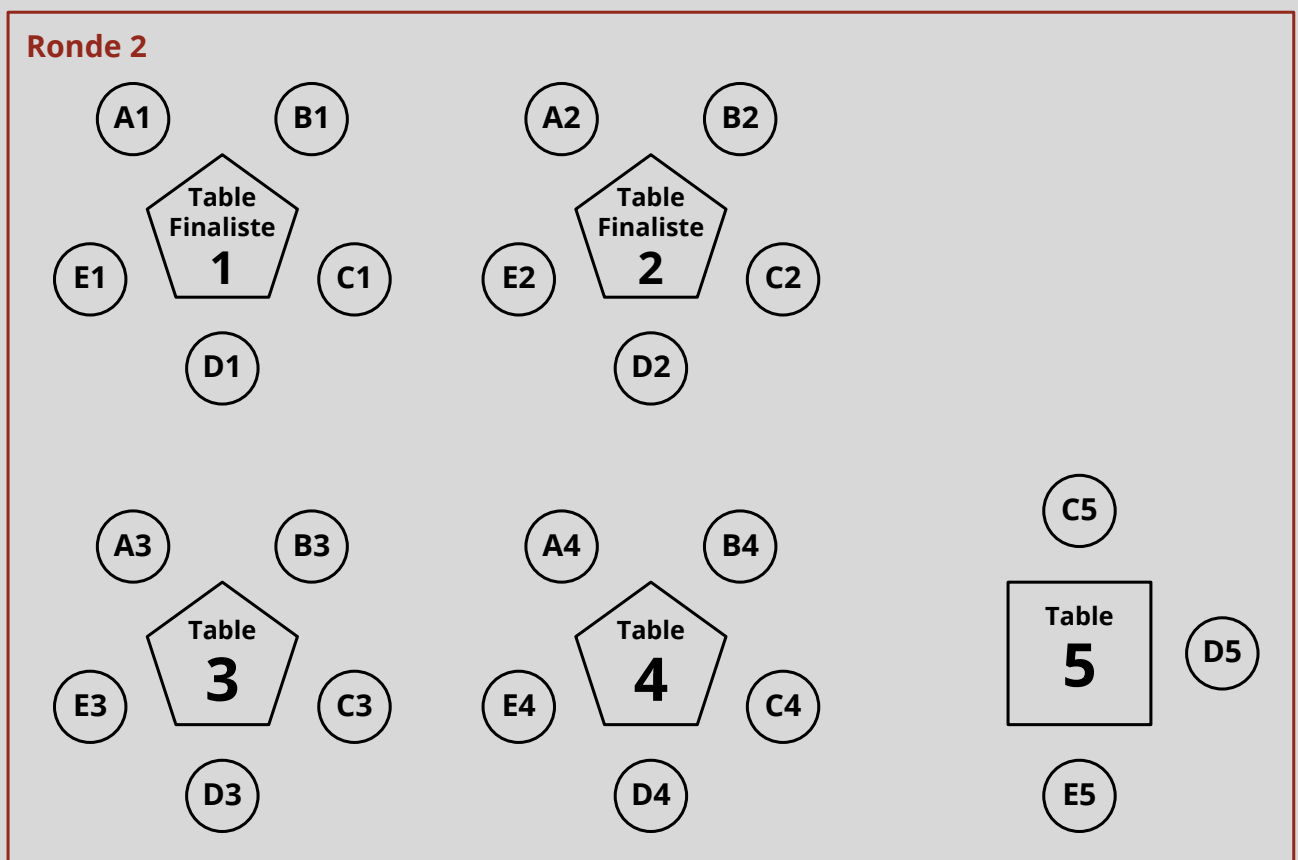 Ronde 2
A1
B1
Table
Finaliste
1
E1
C1
D1
A2
B2
Table
Finaliste
2
E2
C2
D2
A3
B3
Table
3
E3
C3
D3
A4
B4
Table
4
E4
C4
D4
C5
Table
5
D5
E5